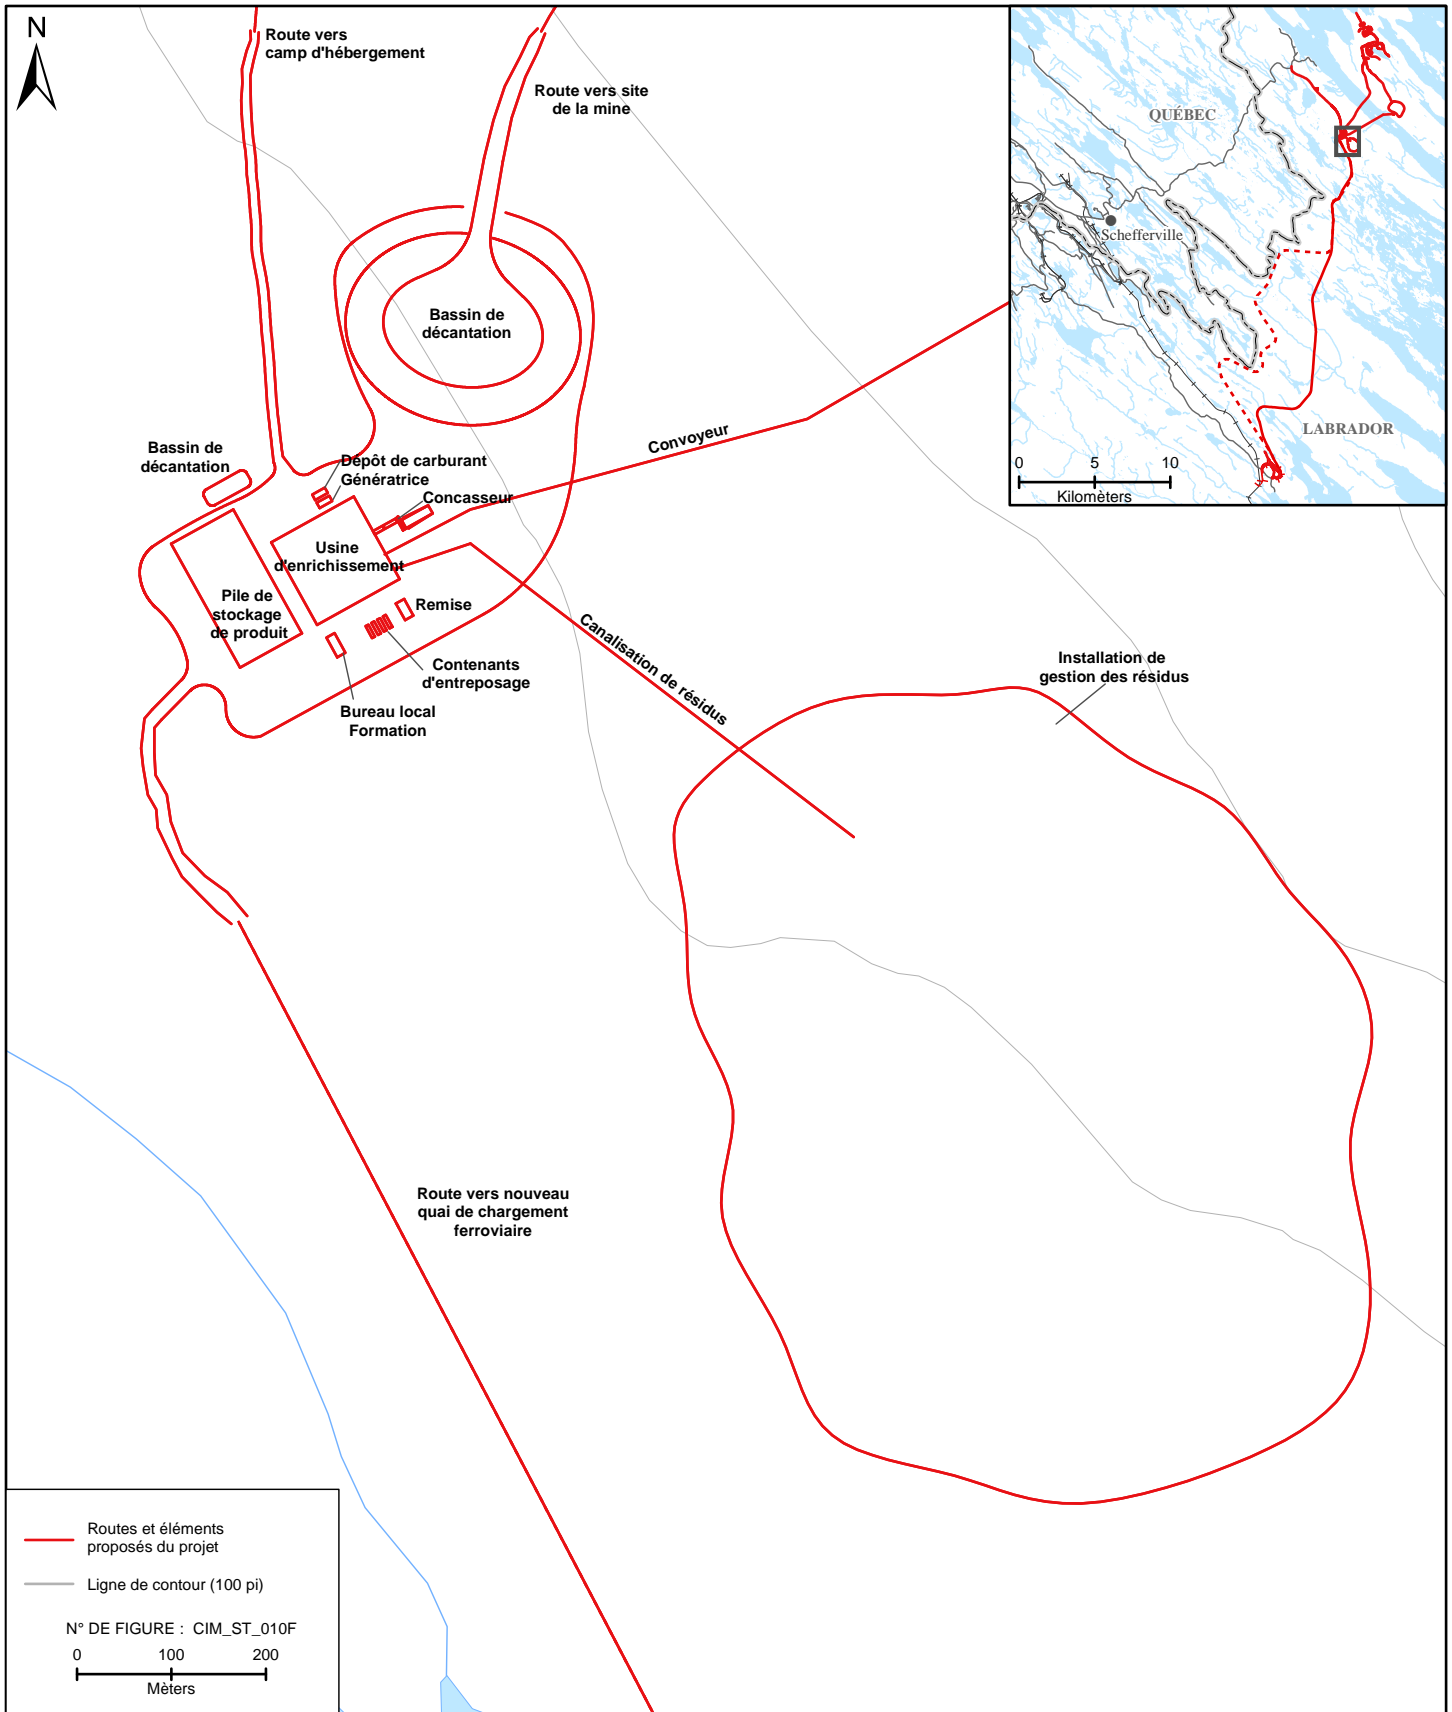 N
Route vers
camp d'hébergement
Route vers site
de la mine
QUÉBEC
Schefferville
LABRADOR
0 5 10
Kilomèters
Bassin de
décantation
Convoyeur
Bassin de
décantation
Dépôt de carburant
Génératrice
Concasseur
Usine
d'enrichissement
Pile de
stockage
de produit
Remise
Contenants
d'entreposage
Bureau local
Formation
Canalisation de résidus
Installation de
gestion des résidus
Route vers nouveau
quai de chargement
ferroviaire
Routes et éléments
proposés du projet
Ligne de contour (100 pi)
N° DE FIGURE : CIM_ST_010F
0 100 200
Mèters